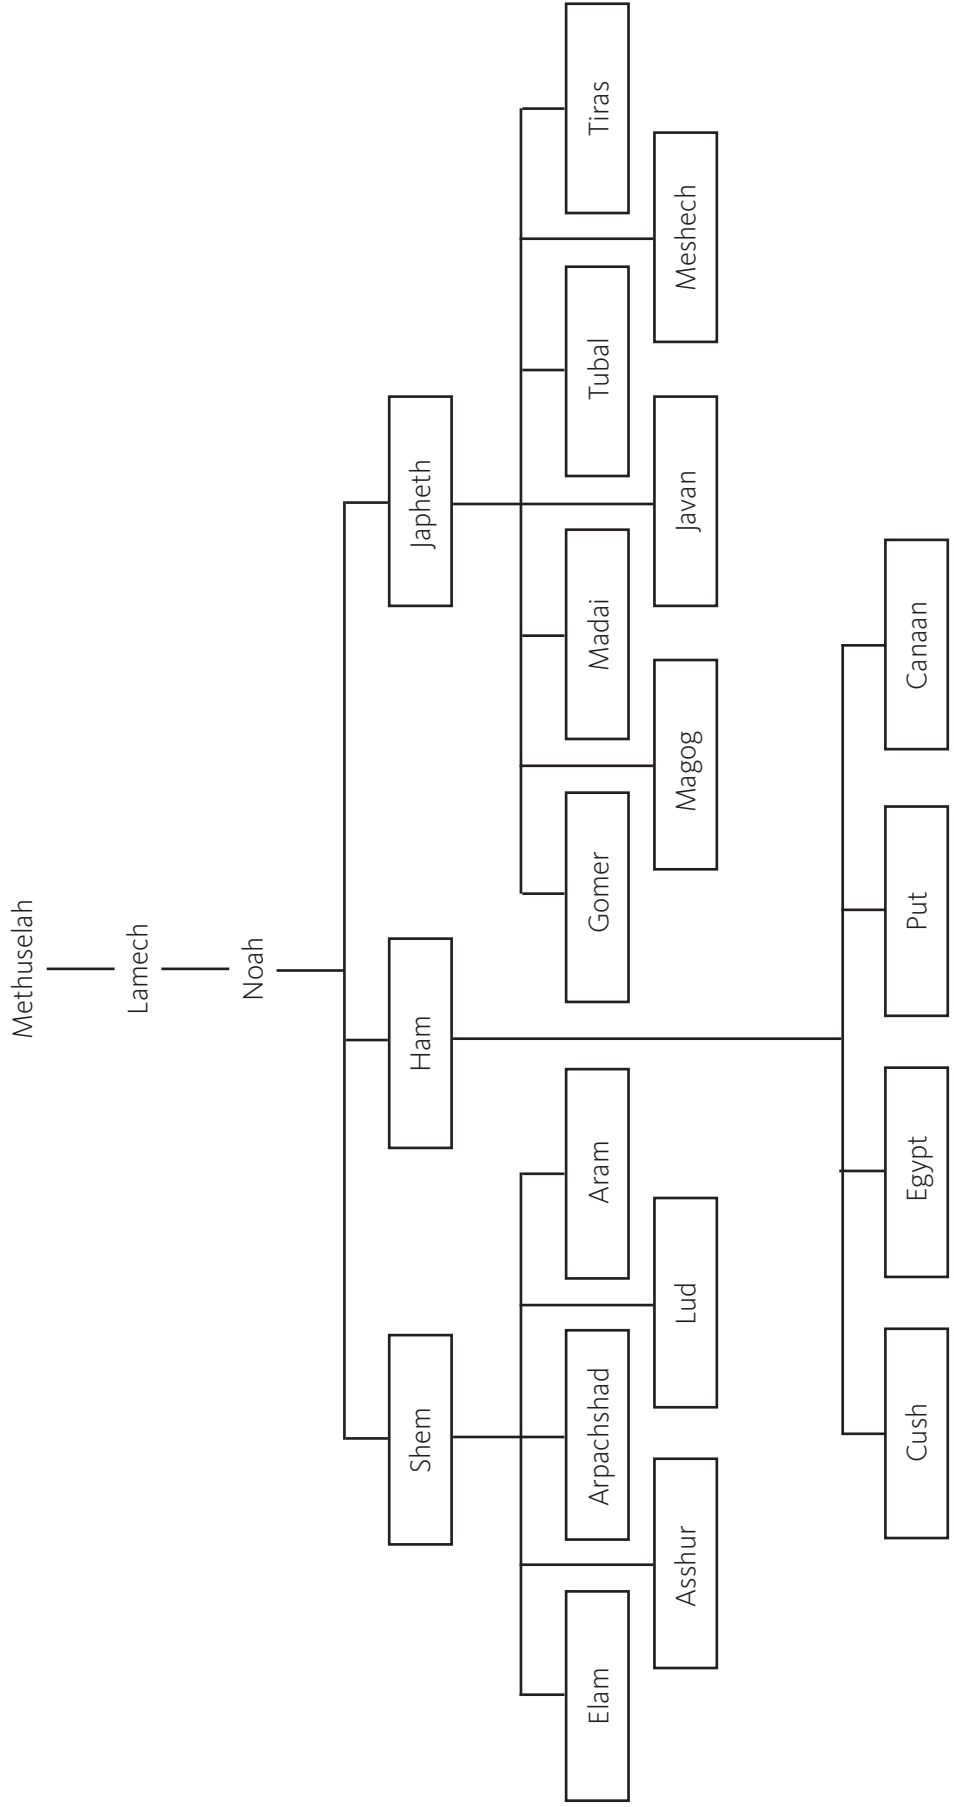 Methuselah
Lamech
Noah
Shem
Ham
Japheth
Elam
Arpachshad
Aram
Gomer
Madai
Tubal
Tiras
Asshur
Lud
Magog
Javan
Meshech
Cush
Egypt
Put
Canaan